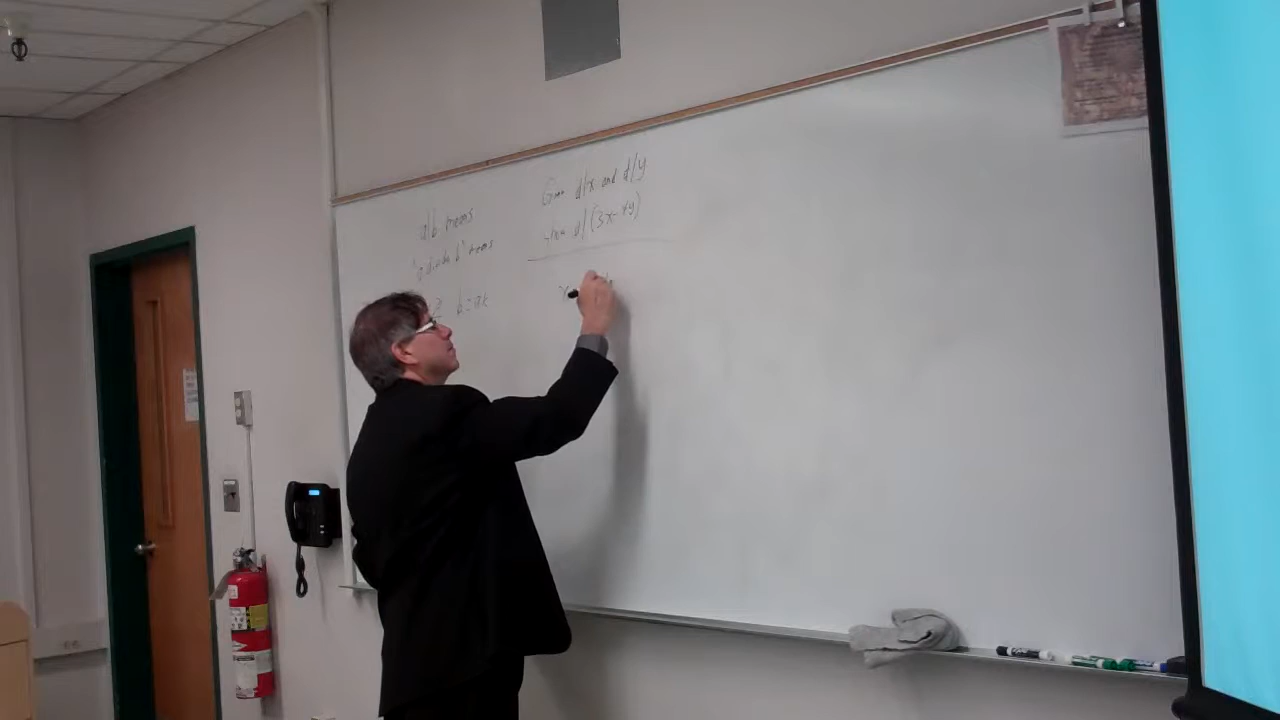 a|b means
"a divides b" means
b=ak
Given d|x and d|y
then d|(3x-4y)
x